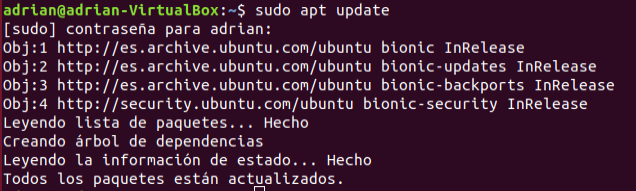 adrian@adrian-VirtualBox:~$ sudo apt update
[sudo] contraseña para adrian:
Obj:1 http://es.archive.ubuntu.com/ubuntu bionic InRelease
Obj:2 http://es.archive.ubuntu.com/ubuntu bionic-updates InRelease
Obj:3 http://es.archive.ubuntu.com/ubuntu bionic-backports InRelease
Obj:4 http://security.ubuntu.com/ubuntu bionic-security InRelease
Leyendo lista de paquetes... Hecho
Creando árbol de dependencias
Leyendo la información de estado... Hecho
Todos los paquetes están actualizados.